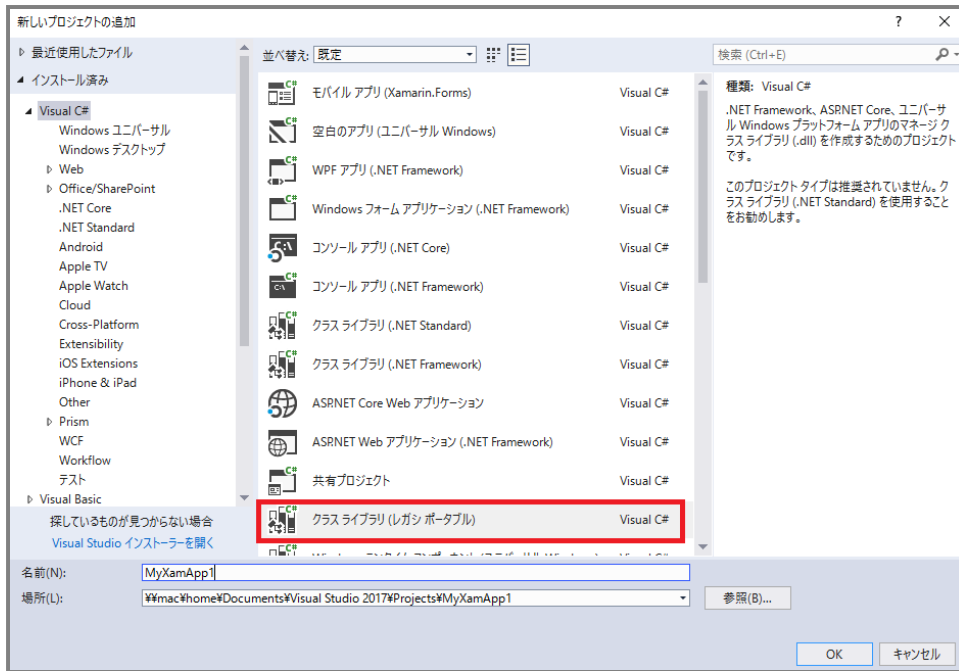 新しいプロジェクトの追加
? ×
最近使用したファイル
インストール済み
Visual C#
Windows ユニバーサル
Windows デスクトップ
Web
Office/SharePoint
.NET Core
.NET Standard
Android
Apple TV
Apple Watch
Cloud
Cross-Platform
Extensibility
iOS Extensions
iPhone & iPad
Other
Prism
WCF
Workflow
テスト
Visual Basic
探しているものが見つからない場合
Visual Studio インストーラーを開く
並べ替え: 既定
モバイル アプリ (Xamarin.Forms) Visual C#
空白のアプリ (ユニバーサル Windows) Visual C#
WPF アプリ (.NET Framework) Visual C#
Windows フォーム アプリケーション (.NET Framework) Visual C#
コンソール アプリ (.NET Core) Visual C#
コンソール アプリ (.NET Framework) Visual C#
クラス ライブラリ (.NET Standard) Visual C#
クラス ライブラリ (.NET Framework) Visual C#
ASP.NET Core Web アプリケーション Visual C#
ASP.NET Web アプリケーション (.NET Framework) Visual C#
共有プロジェクト Visual C#
クラス ライブラリ (レガシ ポータブル) Visual C#
検索 (Ctrl+E)
種類: Visual C#
.NET Framework、ASP.NET Core、ユニバーサ
ル Windows プラットフォーム アプリのマネージ ク
ラス ライブラリ (.dll) を作成するためのプロジェクト
です。
このプロジェクト タイプは推奨されていません。ク
ラス ライブラリ (.NET Standard) を使用すること
をお勧めします。
名前(N): MyXamApp1
場所(L): ¥¥mac¥home¥Documents¥Visual Studio 2017¥Projects¥MyXamApp1
参照(B)...
OK キャンセル